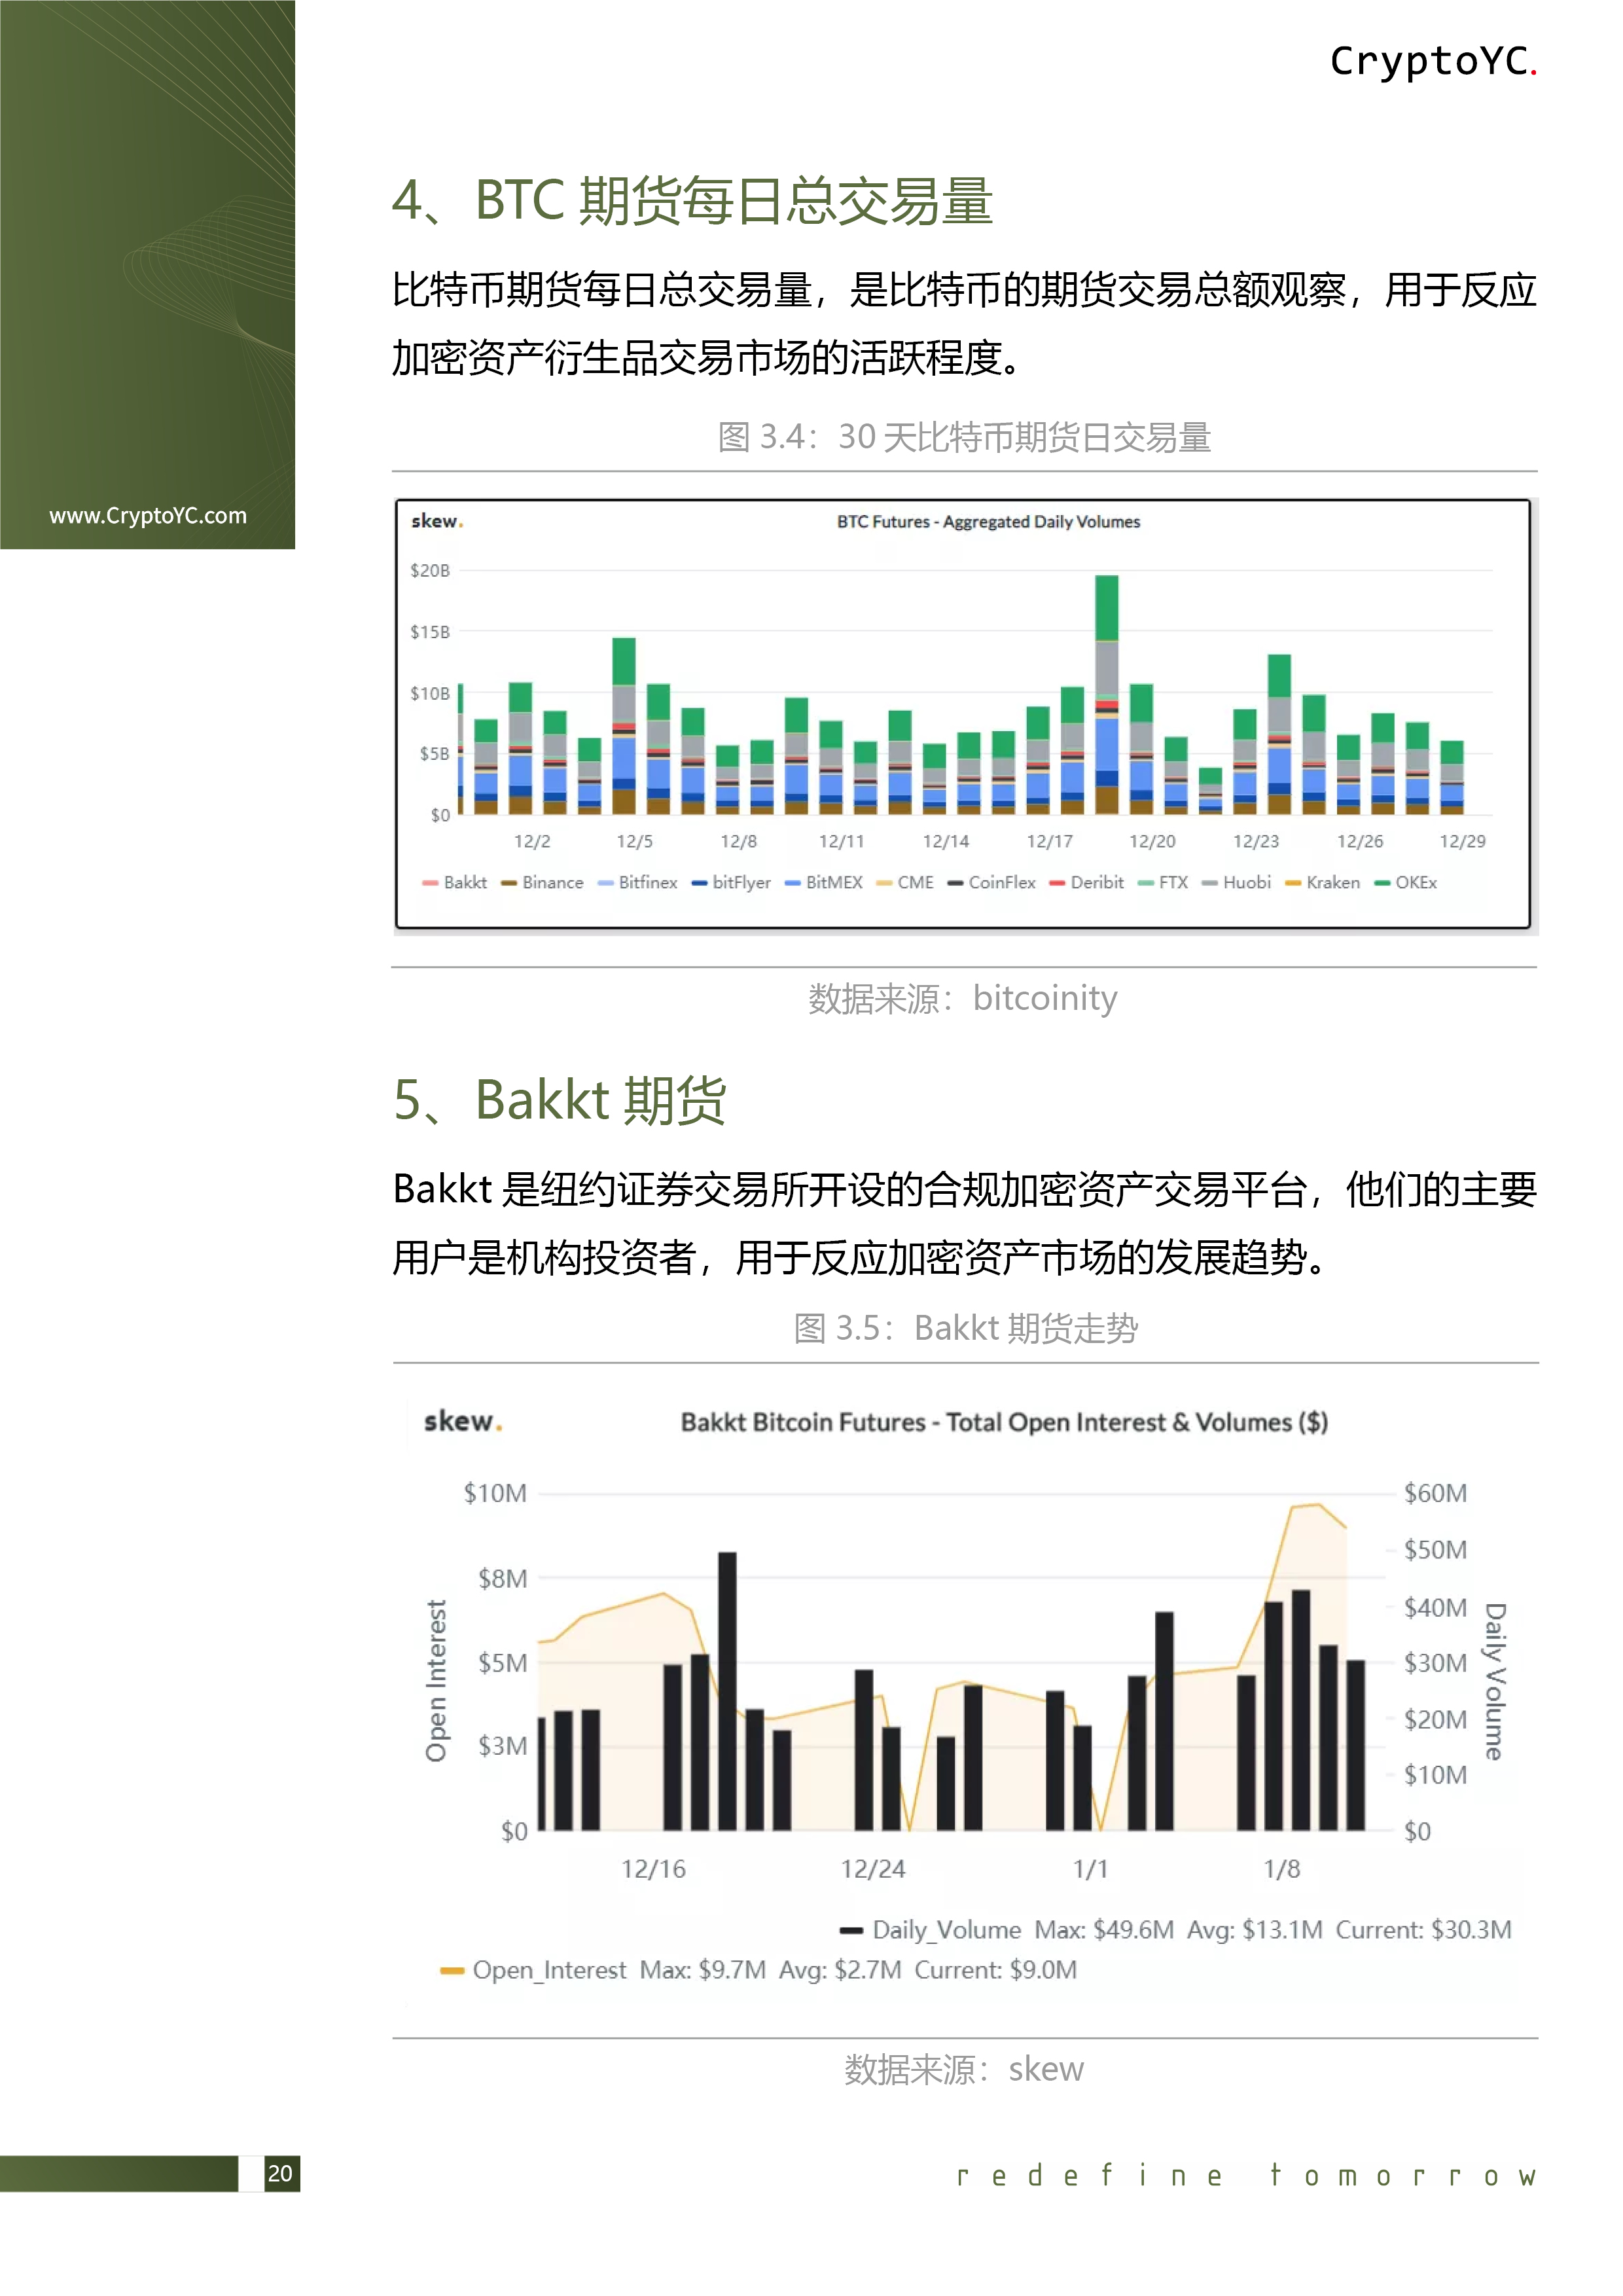 CryptoYC.
www.CryptoYC.com
4、BTC 期货每日总交易量
比特币期货每日总交易量，是比特币的期货交易总额观察，用于反应
加密资产衍生品交易市场的活跃程度。
图 3.4：30 天比特币期货日交易量
skew.
BTC Futures - Aggregated Daily Volumes
$20B
$15B
$10B
$5B
$0
12/2 12/5 12/8 12/11 12/14 12/17 12/20 12/23 12/26 12/29
Bakkt Binance Bitfinex bitFlyer BitMEX CME CoinFlex Deribit FTX Huobi Kraken OKEx
数据来源：bitcoinity
5、Bakkt 期货
Bakkt 是纽约证券交易所开设的合规加密资产交易平台，他们的主要
用户是机构投资者，用于反应加密资产市场的发展趋势。
图 3.5：Bakkt 期货走势
skew.
Bakkt Bitcoin Futures - Total Open Interest & Volumes ($)
Open Interest
$10M
$8M
$5M
$3M
$0
$60M
$50M
$40M
$30M
$20M
$10M
$0
Daily Volume
12/16 12/24 1/1 1/8
Daily_Volume Max: $49.6M Avg: $13.1M Current: $30.3M
Open_Interest Max: $9.7M Avg: $2.7M Current: $9.0M
数据来源：skew
20
redefine tomorrow